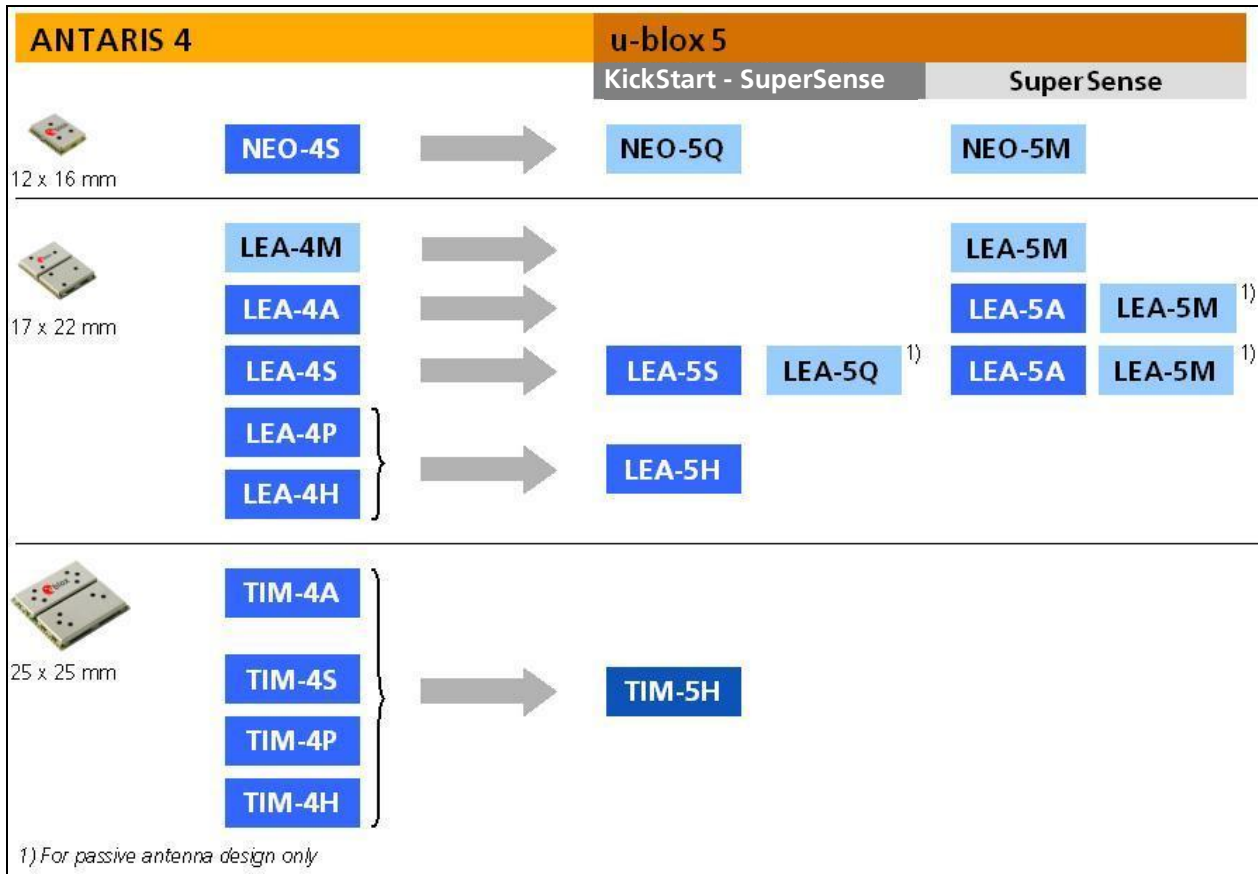 ANTARIS 4 u-blox 5
KickStart - SuperSense SuperSense
NEO-4S NEO-5Q NEO-5M
12 x 16 mm
LEA-4M LEA-5M
17 x 22 mm LEA-4A LEA-5A LEA-5M 1)
LEA-4S LEA-5S LEA-5Q 1) LEA-5A LEA-5M 1)
LEA-4P
LEA-5H
LEA-4H
blox
TIM-4A
25 x 25 mm
TIM-4S TIM-5H
TIM-4P
TIM-4H
1) For passive antenna design only